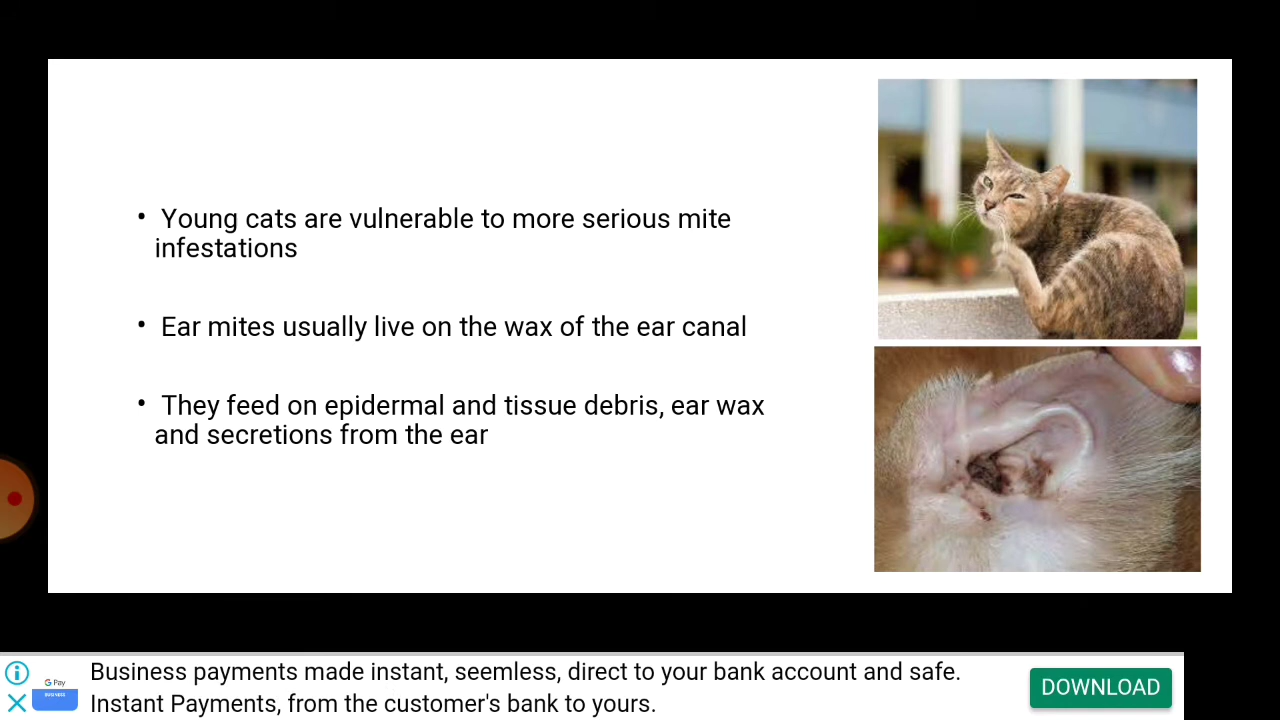 • Young cats are vulnerable to more serious mite
infestations
• Ear mites usually live on the wax of the ear canal
• They feed on epidermal and tissue debris, ear wax
and secretions from the ear
Business payments made instant, seemless, direct to your bank account and safe.
Instant Payments, from the customer's bank to yours.
G Pay
BUSINESS
DOWNLOAD